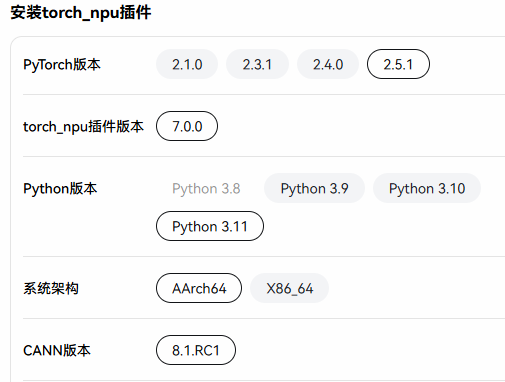 安装torch_npu插件
PyTorch版本 2.1.0 2.3.1 2.4.0 2.5.1
torch_npu插件版本 7.0.0
Python版本 Python 3.8 Python 3.9 Python 3.10
Python 3.11
系统架构 AArch64 X86_64
CANN版本 8.1.RC1